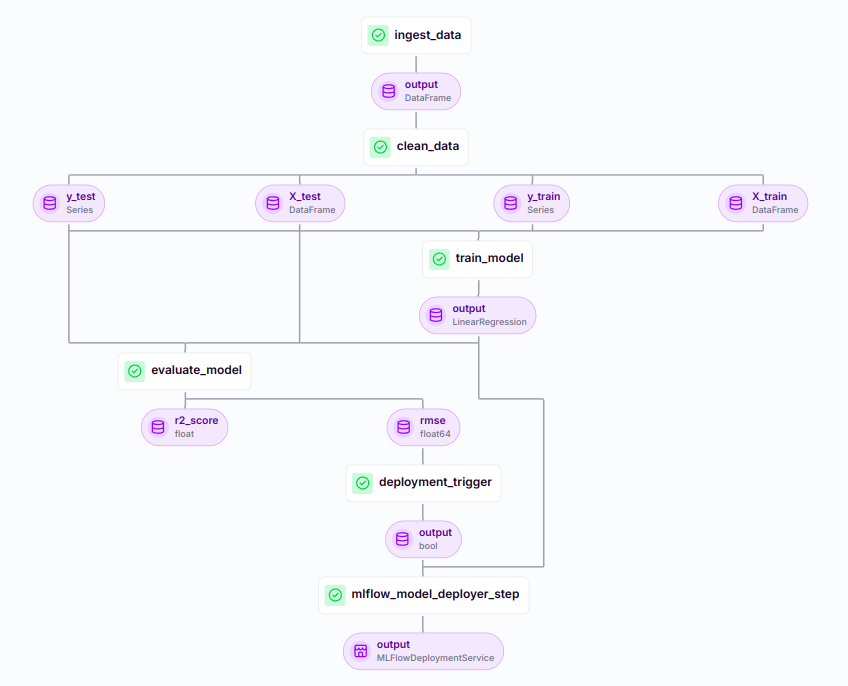 ingest_data
output
DataFrame
clean_data
y_test
Series
X_test
DataFrame
y_train
Series
X_train
DataFrame
train_model
output
LinearRegression
evaluate_model
r2_score
float
rmse
float64
deployment_trigger
output
bool
mlflow_model_deployer_step
output
MLFlowDeploymentService